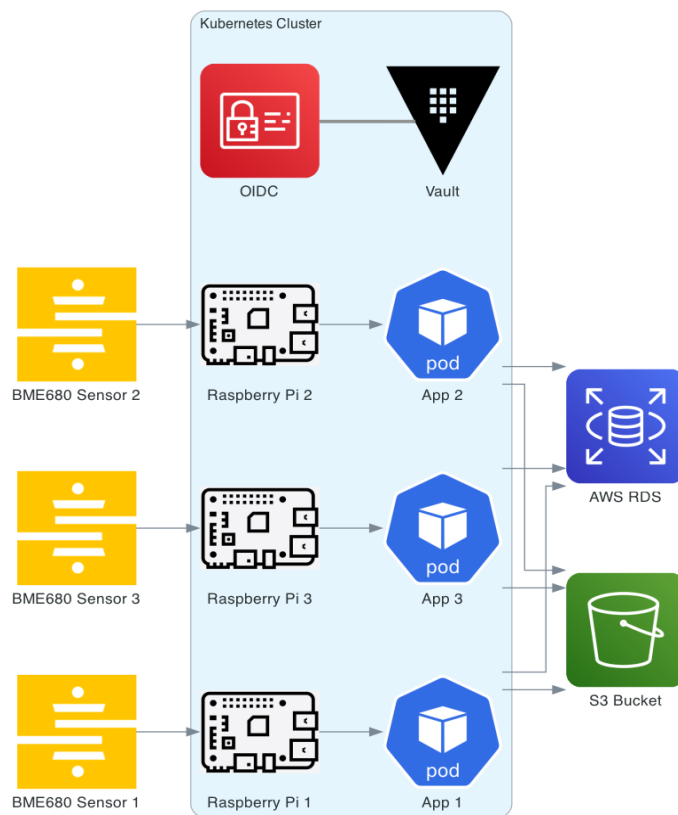 Kubernetes Cluster
OIDC
Vault
BME680 Sensor 2
Raspberry Pi 2
pod
App 2
AWS RDS
BME680 Sensor 3
Raspberry Pi 3
pod
App 3
S3 Bucket
BME680 Sensor 1
Raspberry Pi 1
pod
App 1